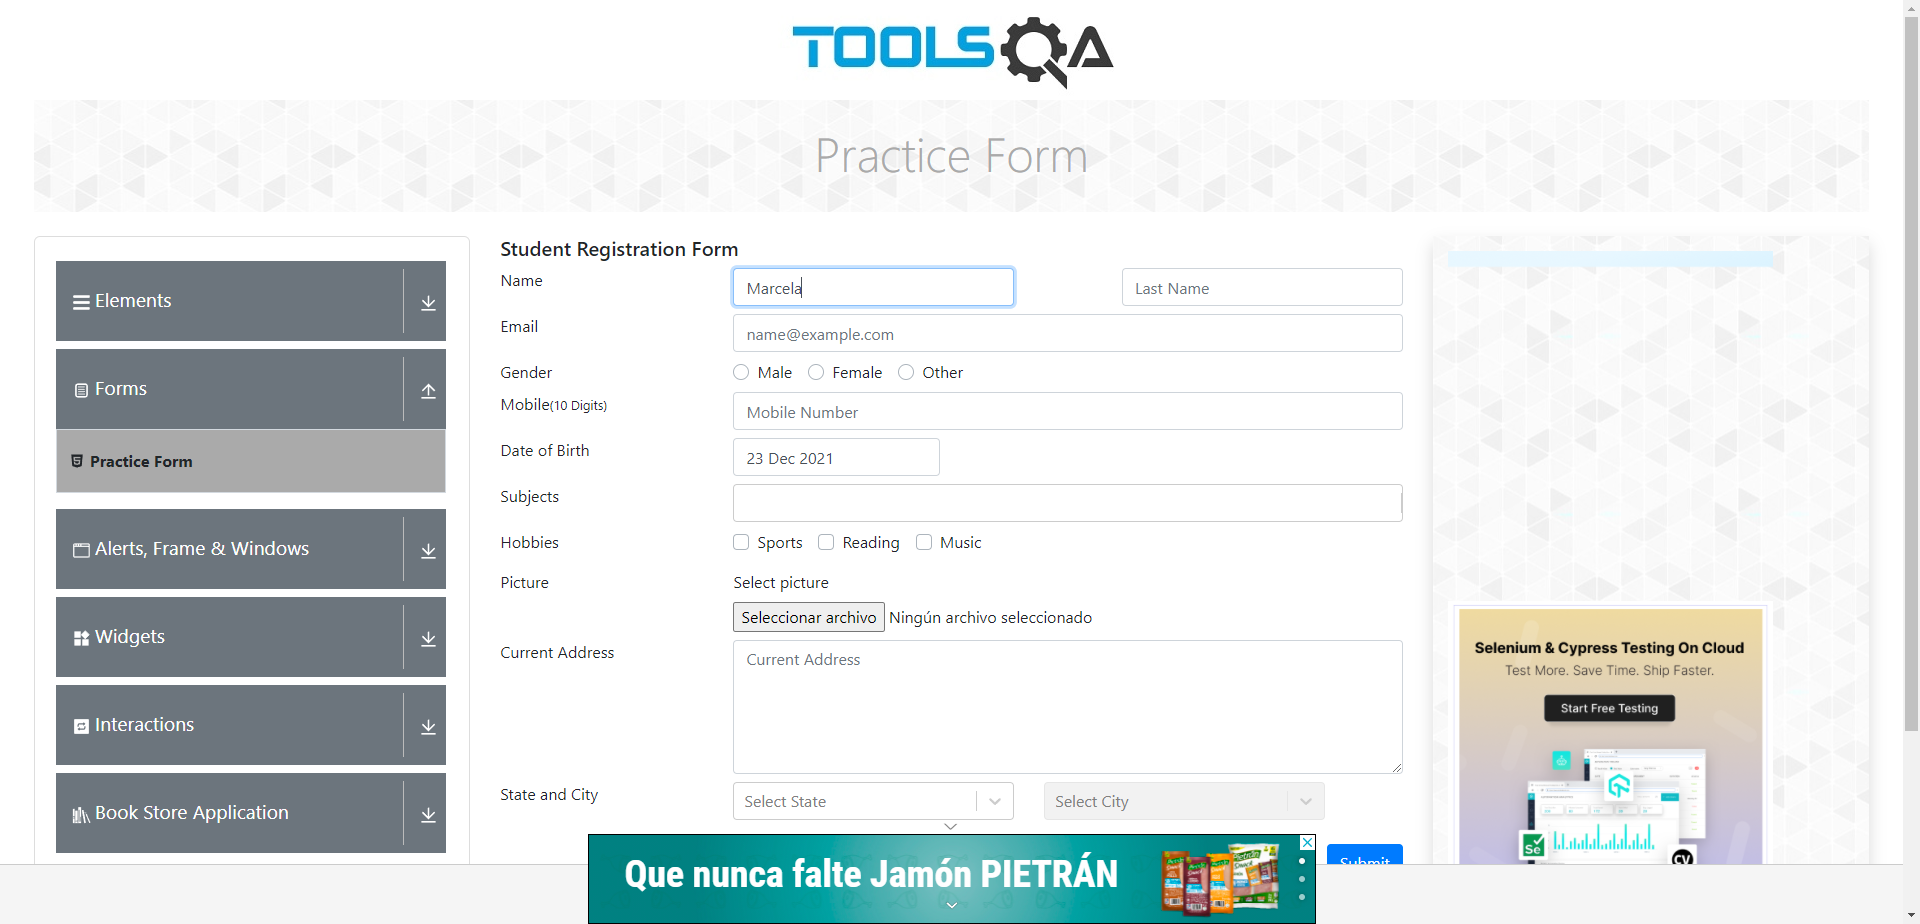 TOOLSQA
Practice Form
Elements
Forms
Practice Form
Alerts, Frame & Windows
Widgets
Interactions
Book Store Application
Student Registration Form
Name
Marcela
Last Name
Email
name@example.com
Gender
Male
Female
Other
Mobile(10 Digits)
Mobile Number
Date of Birth
23 Dec 2021
Subjects
Hobbies
Sports
Reading
Music
Picture
Select picture
Seleccionar archivo
Ningún archivo seleccionado
Current Address
Current Address
State and City
Select State
Select City
Submit
Selenium & Cypress Testing On Cloud
Test More. Save Time. Ship Faster.
Start Free Testing
Se
CV
Que nunca falte Jamón PIETRÁN